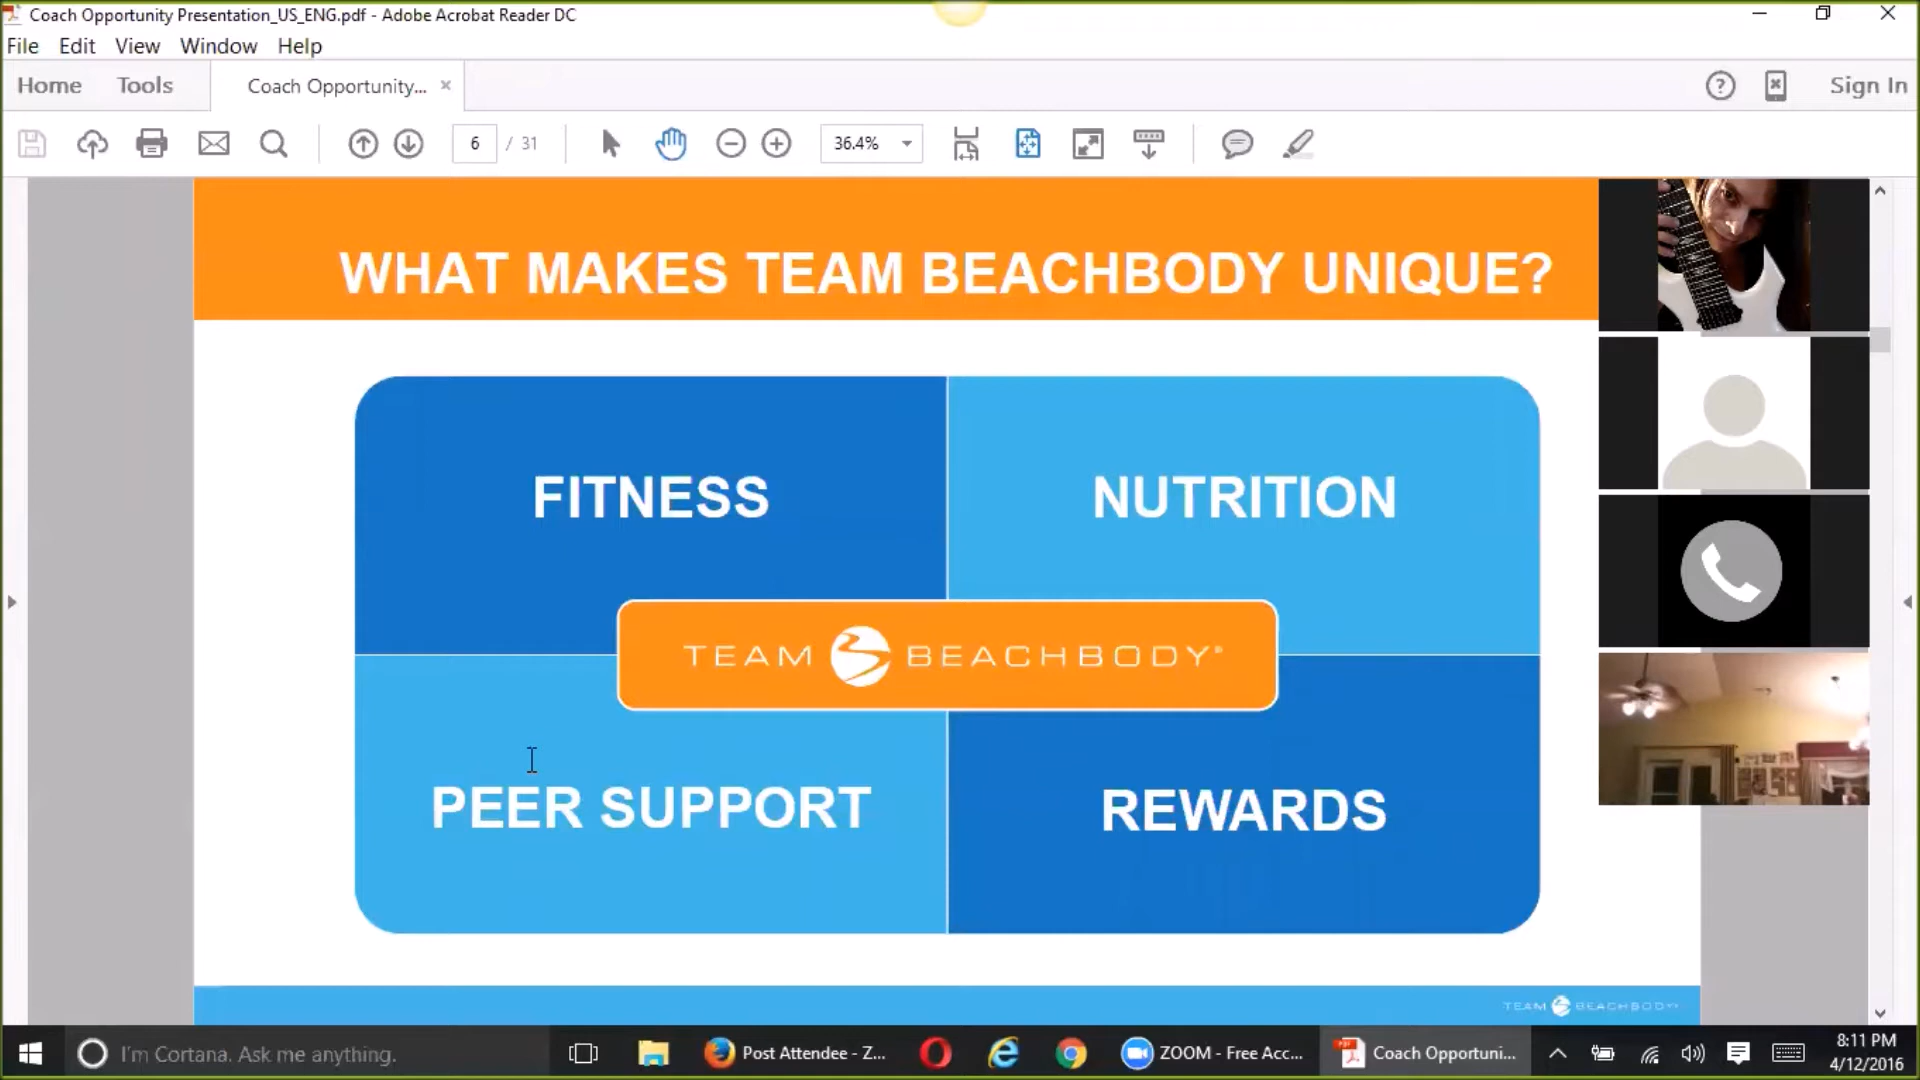 Coach Opportunity Presentation_US_ENG.pdf - Adobe Acrobat Reader DC
File Edit View Window Help
Home Tools Coach Opportunity... × Sign In
6 / 31 36.4%
WHAT MAKES TEAM BEACHBODY UNIQUE?
FITNESS
NUTRITION
TEAM BEACHBODY®
PEER SUPPORT
REWARDS
TEAM BEACHBODY
I'm Cortana. Ask me anything.
Post Attendee - Z...
ZOOM - Free Acc...
Coach Opportuni...
8:11 PM
4/12/2016